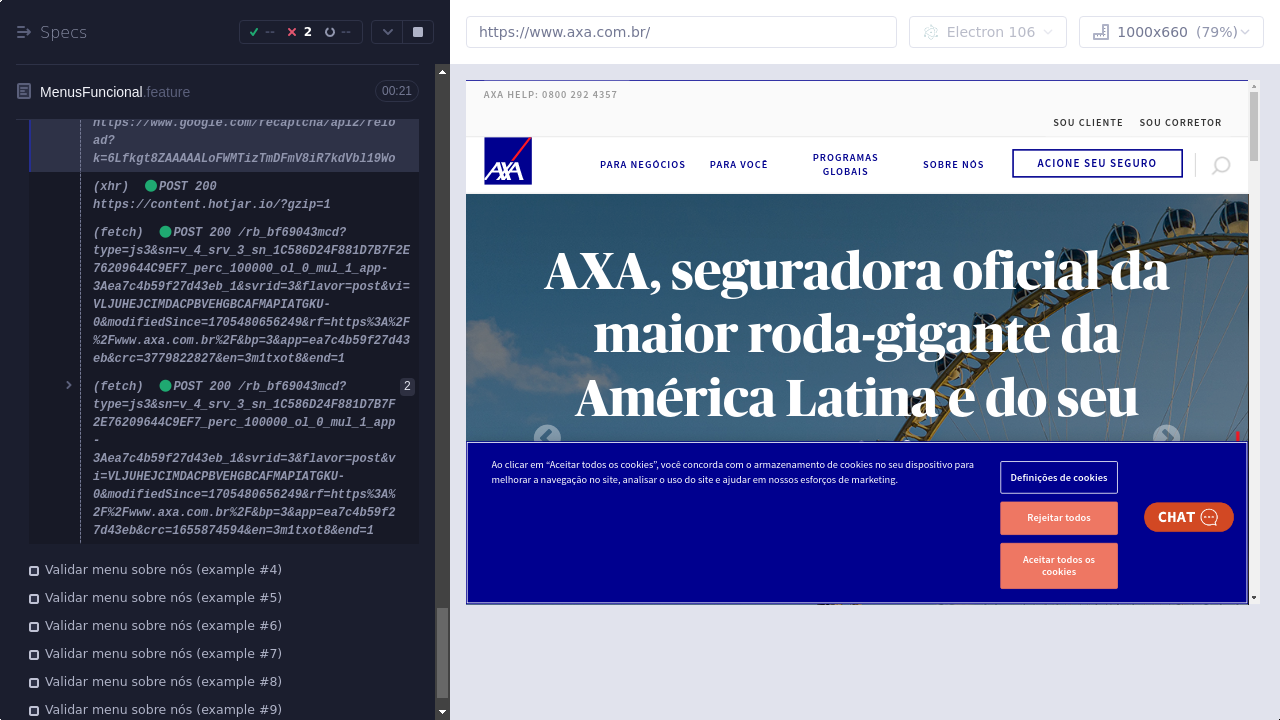 Specs
--
2
--
MenusFuncional.feature
00:21
https://www.google.com/recaptcha/api2/relo
ad?
k=6Lfkgt8ZAAAAALoFWMTizTmDFmV8iR7kdVbl19Wo
(xhr) POST 200
https://content.hotjar.io/?gzip=1
(fetch) POST 200 /rb_bf69043mcd?
type=js3&sn=v_4_srv_3_sn_1C586D24F881D7B7F2E
76209644C9EF7_perc_100000_ol_0_mul_1_app-
3Aea7c4b59f27d43eb_1&svrid=3&flavor=post&vi=
VLJUHEJCIMDACPBVEHGBCAFMAPIATGKU-
0&modifiedSince=1705480656249&rf=https%3A%2F
%2Fwww.axa.com.br%2F&bp=3&app=ea7c4b59f27d43
eb&crc=3779822827&en=3m1txot8&end=1
(fetch) POST 200 /rb_bf69043mcd?
2
type=js3&sn=v_4_srv_3_sn_1C586D24F881D7B7F
2E76209644C9EF7_perc_100000_ol_0_mul_1_app
-
3Aea7c4b59f27d43eb_1&svrid=3&flavor=post&v
i=VLJUHEJCIMDACPBVEHGBCAFMAPIATGKU-
0&modifiedSince=1705480656249&rf=https%3A%
2F%2Fwww.axa.com.br%2F&bp=3&app=ea7c4b59f2
7d43eb&crc=1655874594&en=3m1txot8&end=1
Validar menu sobre nós (example #4)
Validar menu sobre nós (example #5)
Validar menu sobre nós (example #6)
Validar menu sobre nós (example #7)
Validar menu sobre nós (example #8)
Validar menu sobre nós (example #9)
https://www.axa.com.br/
Electron 106
1000x660 (79%)
AXA HELP: 0800 292 4357
SOU CLIENTE
SOU CORRETOR
AXA
PARA NEGÓCIOS
PARA VOCÊ
PROGRAMAS
GLOBAIS
SOBRE NÓS
ACIONE SEU SEGURO
AXA, seguradora oficial da
maior roda-gigante da
América Latina e do seu
Ao clicar em “Aceitar todos os cookies”, você concorda com o armazenamento de cookies no seu dispositivo para
melhorar a navegação no site, analisar o uso do site e ajudar em nossos esforços de marketing.
Definições de cookies
Rejeitar todos
Aceitar todos os
cookies
CHAT